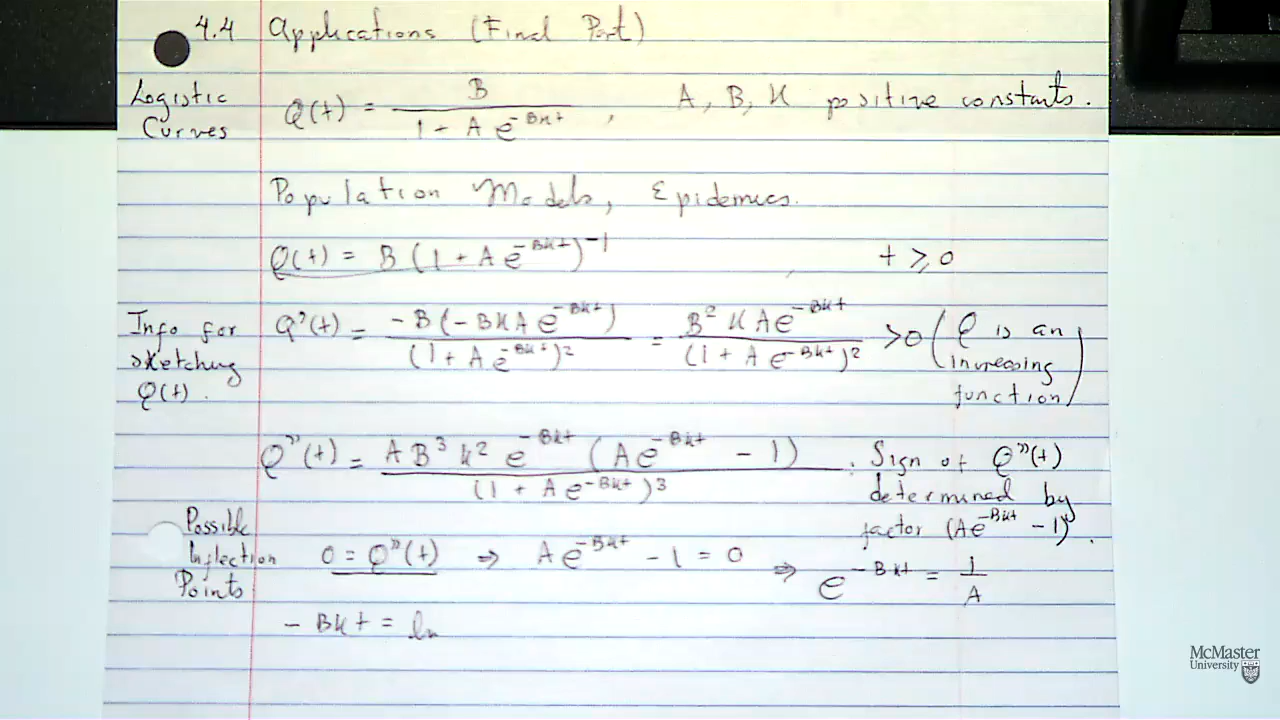 4.4 Applications (Final Part)
Logistic Curves
Q(t) = B / (1 + A e^{-Bkt}), A, B, k positive constants.
Population Models, Epidemics.
Q(t) = B (1 + A e^{-Bkt})^{-1} t ≥ 0
Info for sketching Q(t).
Q'(t) = -B(-BkA e^{-Bkt}) / (1 + A e^{-Bkt})^2 = B^2 k A e^{-Bkt} / (1 + A e^{-Bkt})^2 > 0 (Q is an increasing function)
Q''(t) = A B^3 k^2 e^{-Bkt} (A e^{-Bkt} - 1) / (1 + A e^{-Bkt})^3. Sign of Q''(t)
determined by
factor (A e^{-Bkt} - 1).
Possible Inflection Points
0 = Q''(t) ⇒ A e^{-Bkt} - 1 = 0 ⇒ e^{-Bkt} = 1/A
- Bkt = ln
McMaster
University